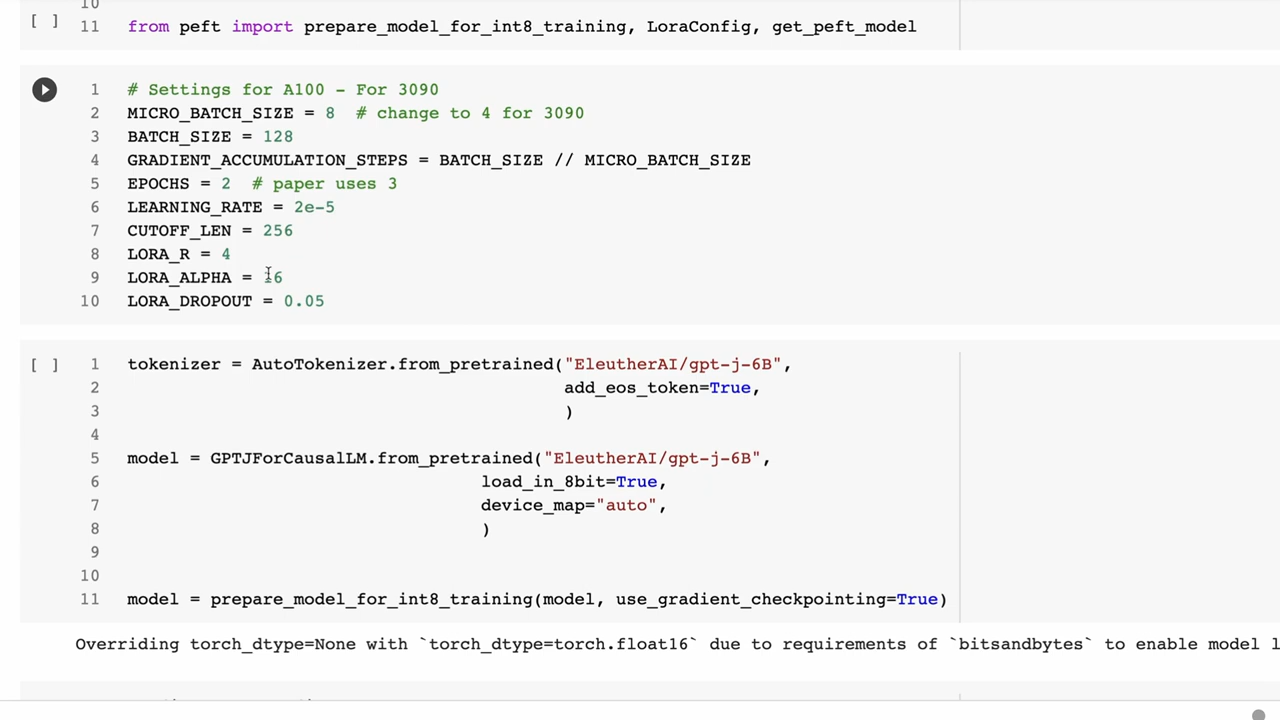 10
[ ] 11 from peft import prepare_model_for_int8_training, LoraConfig, get_peft_model
1 # Settings for A100 - For 3090
2 MICRO_BATCH_SIZE = 8  # change to 4 for 3090
3 BATCH_SIZE = 128
4 GRADIENT_ACCUMULATION_STEPS = BATCH_SIZE // MICRO_BATCH_SIZE
5 EPOCHS = 2  # paper uses 3
6 LEARNING_RATE = 2e-5
7 CUTOFF_LEN = 256
8 LORA_R = 4
9 LORA_ALPHA = 16
10 LORA_DROPOUT = 0.05
[ ] 1 tokenizer = AutoTokenizer.from_pretrained("EleutherAI/gpt-j-6B",
2 add_eos_token=True,
3 )
4
5 model = GPTJForCausalLM.from_pretrained("EleutherAI/gpt-j-6B",
6 load_in_8bit=True,
7 device_map="auto",
8 )
9
10
11 model = prepare_model_for_int8_training(model, use_gradient_checkpointing=True)
Overriding torch_dtype=None with `torch_dtype=torch.float16` due to requirements of `bitsandbytes` to enable model l